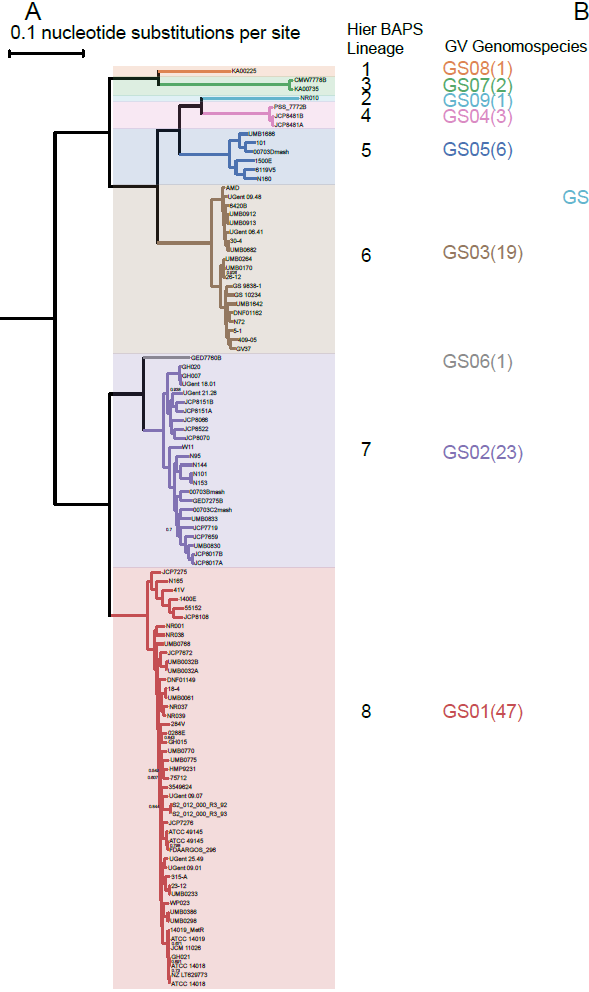 A
B
0.1 nucleotide substitutions per site
Hier BAPS
Lineage
GV Genomospecies
KA00225
1
GS08(1)
CMW7778B
KA00735
3
GS07(2)
NR010
2
GS09(1)
PSS_7772B
JCP8481B
JCP8481A
4
GS04(3)
UMB1686
101
00703Dmash
1500E
6119V5
N160
5
GS05(6)
GS
AMD
UGent 09.48
6420B
UMB0912
UMB0913
UGent 06.41
30-4
UMB0682
UMB0264
UMB0170
26-12
GS 9838-1
GS 10234
UMB1642
DNF01162
N72
5-1
409-05
GV37
6
GS03(19)
GED7760B
GS06(1)
GH020
GH007
UGent 18.01
UGent 21.28
JCP8151B
JCP8151A
JCP8066
JCP8522
JCP8070
W11
N95
N144
N101
N153
00703Bmash
GED7275B
00703C2mash
UMB0833
JCP7719
0.7
JCP7659
UMB0830
JCP8017B
JCP8017A
7
GS02(23)
JCP7275
N165
41V
1400E
55152
JCP8108
NR001
NR038
UMB0768
JCP7672
UMB0032B
UMB0032A
DNF01149
18-4
UMB0061
NR037
NR039
284V
0288E
GH015
UMB0770
UMB0775
HMP9231
75712
3549624
UGent 09.07
S2_012_000_R3_92
S2_012_000_R3_93
JCP7276
ATCC 49145
ATCC 49145
FDAARGOS_296
UGent 25.49
UGent 09.01
315-A
23-12
UMB0233
WP023
UMB0386
UMB0298
14019_MetR
ATCC 14019
JCM 11026
GH021
ATCC 14018
NZ LT629773
ATCC 14018
8
GS01(47)